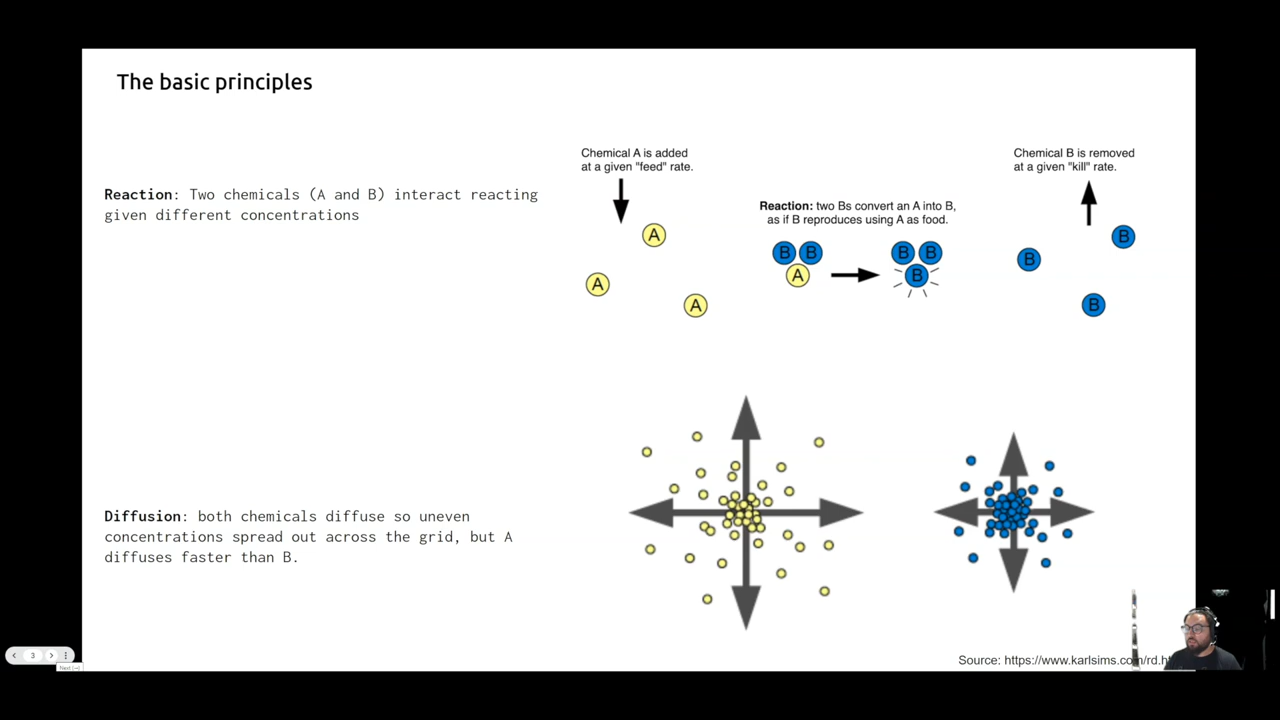 The basic principles
Chemical A is added
at a given "feed" rate.
Chemical B is removed
at a given "kill" rate.
Reaction: Two chemicals (A and B) interact reacting
given different concentrations
Reaction: two Bs convert an A into B,
as if B reproduces using A as food.
A
A
A
B B
A
B B
B
B
B
B
Diffusion: both chemicals diffuse so uneven
concentrations spread out across the grid, but A
diffuses faster than B.
3
Next (→)
Source: https://www.karlsims.com/rd.h